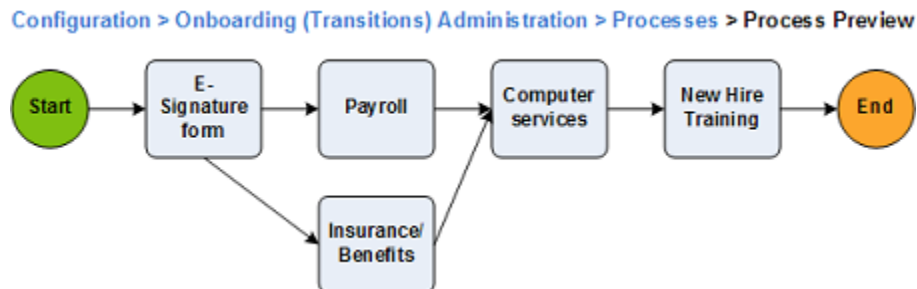 Configuration > Onboarding (Transitions) Administration > Processes > Process Preview
Start
E-
Signature
form
Payroll
Computer
services
New Hire
Training
End
Insurance/
Benefits